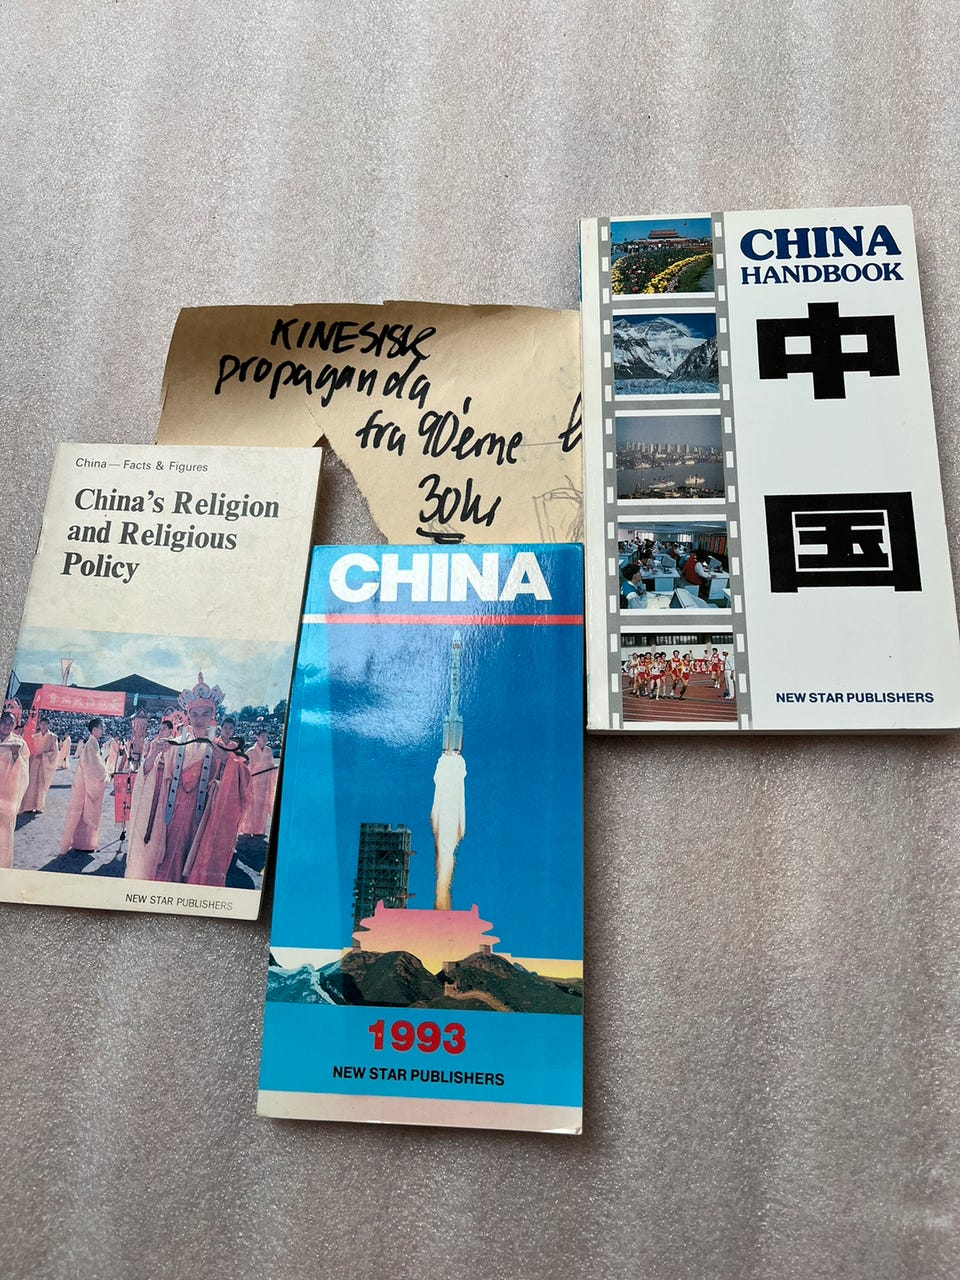 KINESISK
propaganda
fra 90'erne
30kr
China—Facts & Figures
China's Religion
and Religious
Policy
NEW STAR PUBLISHERS
CHINA
1993
NEW STAR PUBLISHERS
CHINA
HANDBOOK
中
国
NEW STAR PUBLISHERS